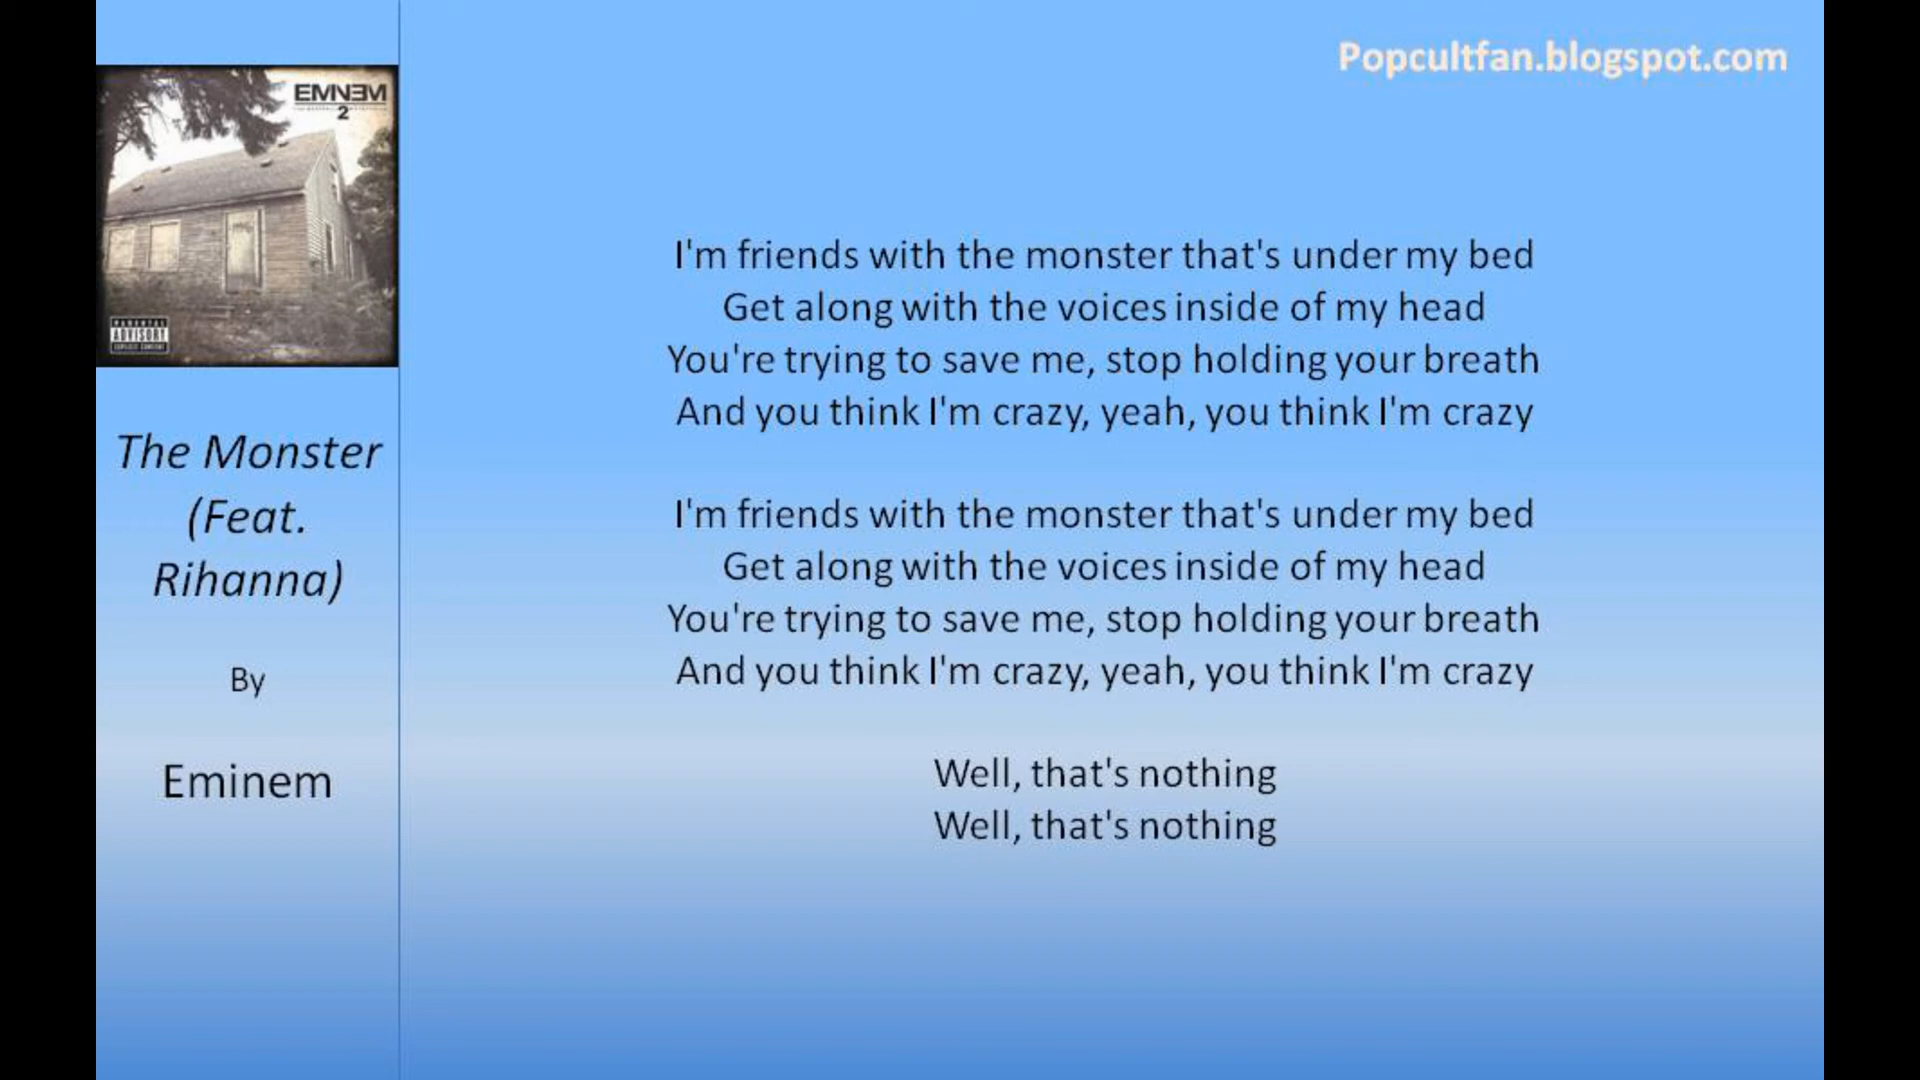 Popcultfan.blogspot.com
EMINEM
2
PARENTAL
ADVISORY
EXPLICIT CONTENT
The Monster
(Feat.
Rihanna)
By
Eminem
I'm friends with the monster that's under my bed
Get along with the voices inside of my head
You're trying to save me, stop holding your breath
And you think I'm crazy, yeah, you think I'm crazy
I'm friends with the monster that's under my bed
Get along with the voices inside of my head
You're trying to save me, stop holding your breath
And you think I'm crazy, yeah, you think I'm crazy
Well, that's nothing
Well, that's nothing